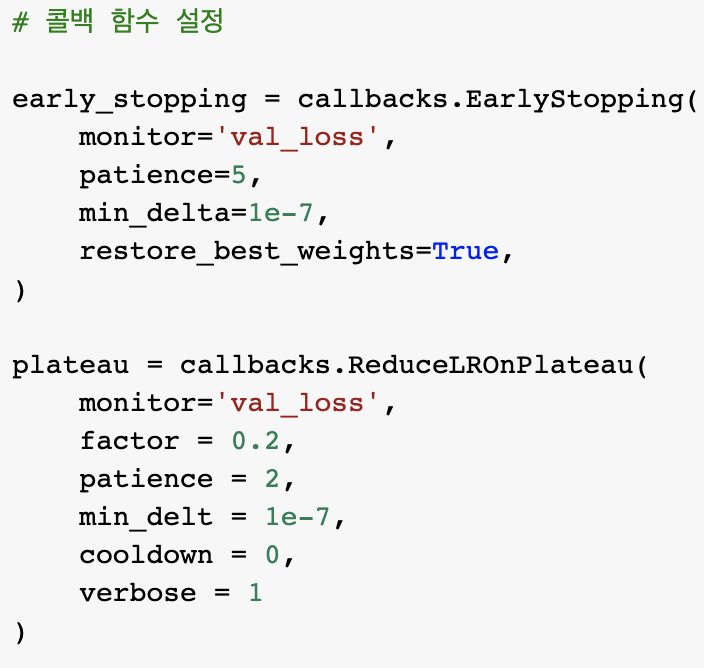 # 콜백 함수 설정
early_stopping = callbacks.EarlyStopping(
    monitor='val_loss',
    patience=5,
    min_delta=1e-7,
    restore_best_weights=True,
)
plateau = callbacks.ReduceLROnPlateau(
    monitor='val_loss',
    factor = 0.2,
    patience = 2,
    min_delt = 1e-7,
    cooldown = 0,
    verbose = 1
)